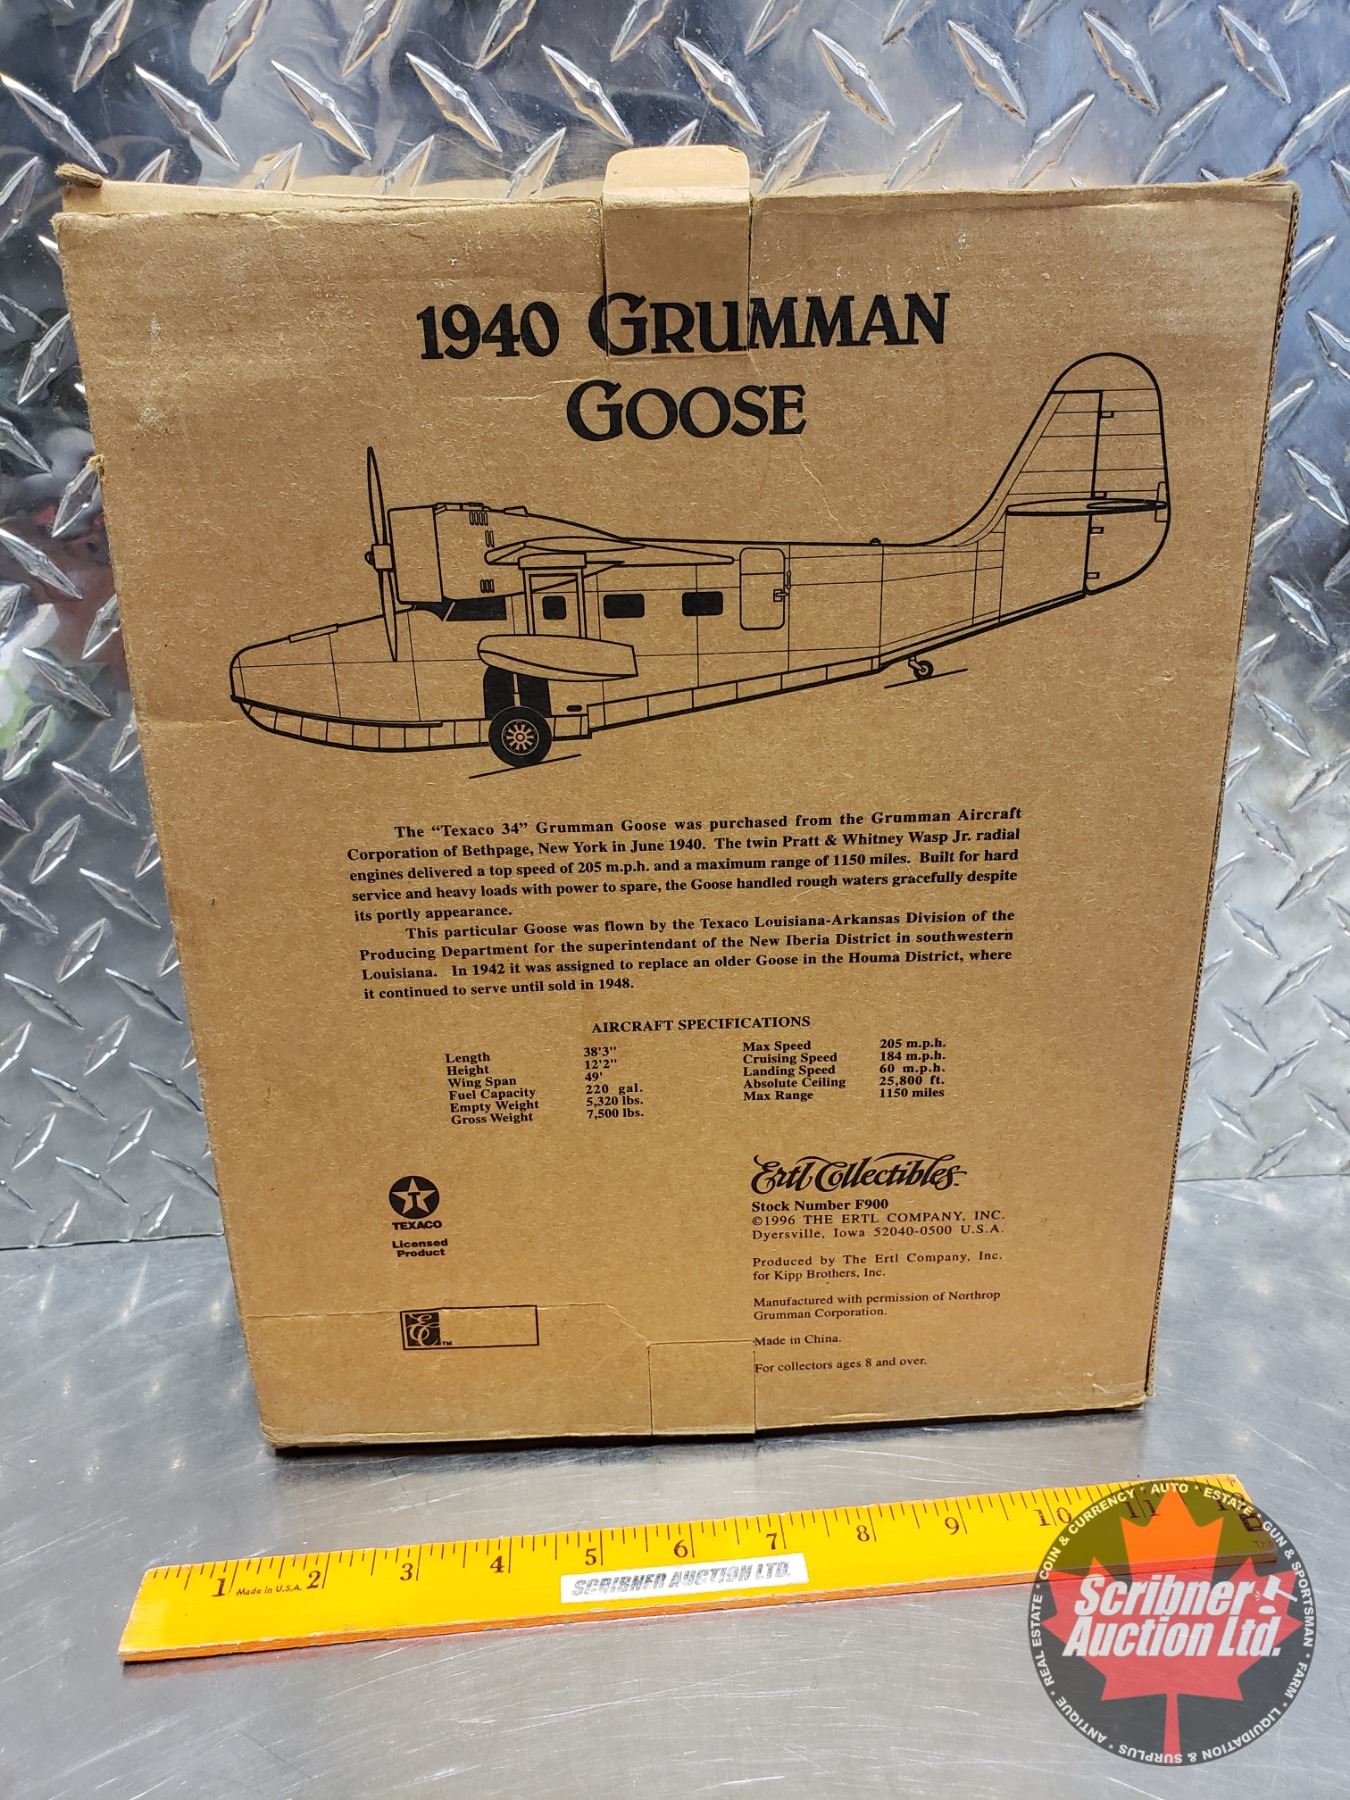 1940 GRUMMAN
GOOSE
The “Texaco 34” Grumman Goose was purchased from the Grumman Aircraft
Corporation of Bethpage, New York in June 1940. The twin Pratt & Whitney Wasp Jr. radial
engines delivered a top speed of 205 m.p.h. and a maximum range of 1150 miles. Built for hard
service and heavy loads with power to spare, the Goose handled rough waters gracefully despite
its portly appearance.
This particular Goose was flown by the Texaco Louisiana-Arkansas Division of the
Producing Department for the superintendant of the New Iberia District in southwestern
Louisiana. In 1942 it was assigned to replace an older Goose in the Houma District, where
it continued to serve until sold in 1948.
AIRCRAFT SPECIFICATIONS
Length 38'3"
Height 12'2"
Wing Span 49'
Fuel Capacity 220 gal.
Empty Weight 5,320 lbs.
Gross Weight 7,500 lbs.
Max Speed 205 m.p.h.
Cruising Speed 184 m.p.h.
Landing Speed 60 m.p.h.
Absolute Ceiling 25,800 ft.
Max Range 1150 miles
T
TEXACO
Licensed
Product
EC™
Ertl Collectibles™
Stock Number F900
©1996 THE ERTL COMPANY, INC.
Dyersville, Iowa 52040-0500 U.S.A.
Produced by The Ertl Company, Inc.
for Kipp Brothers, Inc.
Manufactured with permission of Northrop
Grumman Corporation.
Made in China.
For collectors ages 8 and over.
1 2 3 4 5 6 7 8 9 10 11 12
Made in U.S.A.
SCRIBNER AUCTION LTD.
Scribner
Auction Ltd.
REAL ESTATE * COIN & CURRENCY * AUTO * ESTATE * GUN & SPORTSMAN * FARM * LIQUIDATION & SURPLUS * ANTIQUE *